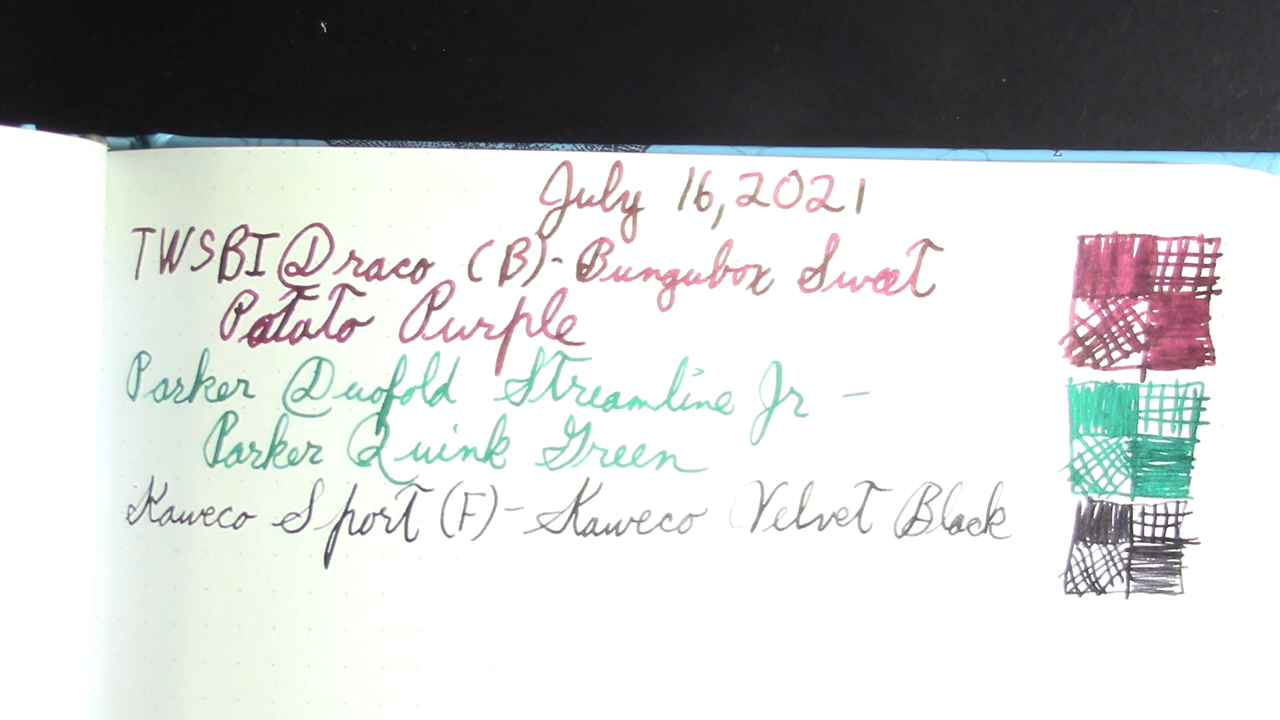 July 16, 2021
TWSBI Draco (B) - Bungubox Sweet
Potato Purple
Parker Duofold Streamline Jr -
Parker Quink Green
Kaweco Sport (F) - Kaweco Velvet Black